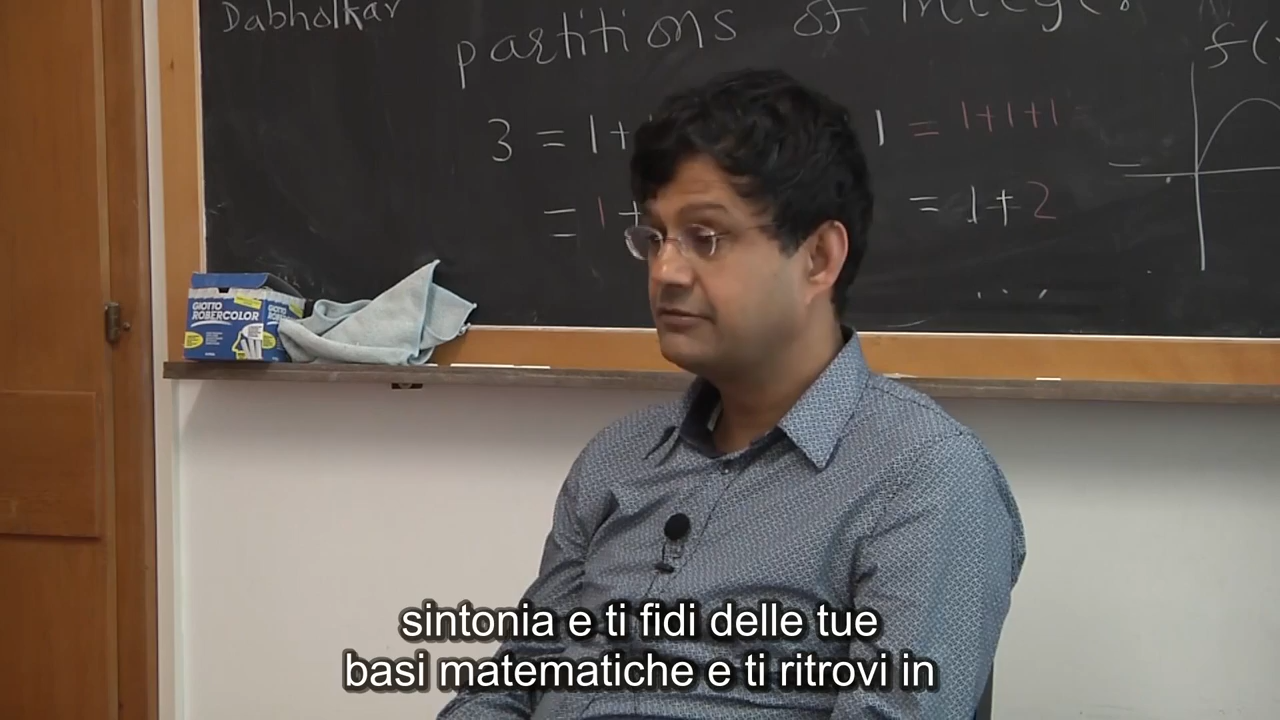 Dabholkar
partitions of
3 = 1+ 1 = 1+1+1
= 1+ = 1+2
...
f(
GIOTTO
ROBERCOLOR
sintonia e ti fidi delle tue
basi matematiche e ti ritrovi in